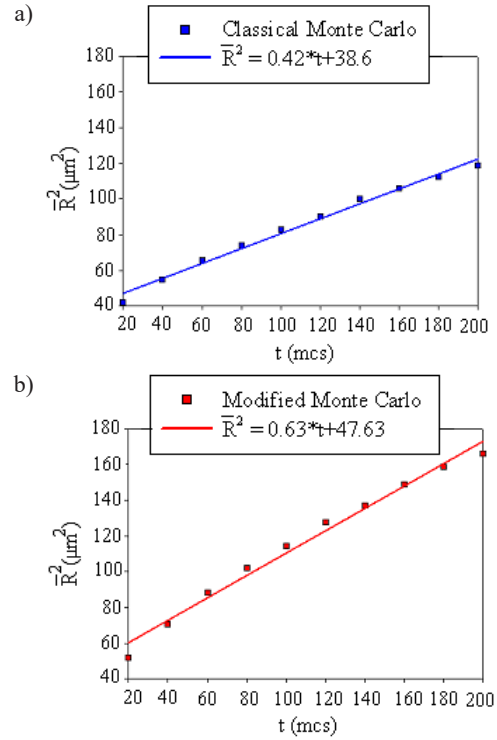 a)
Classical Monte Carlo
R̄² = 0.42*t+38.6
180
160
140
120
100
80
60
40
R̄² (μm²)
20 40 60 80 100 120 140 160 180 200
t (mcs)
b)
Modified Monte Carlo
R̄² = 0.63*t+47.63
180
160
140
120
100
80
60
40
R̄² (μm²)
20 40 60 80 100 120 140 160 180 200
t (mcs)